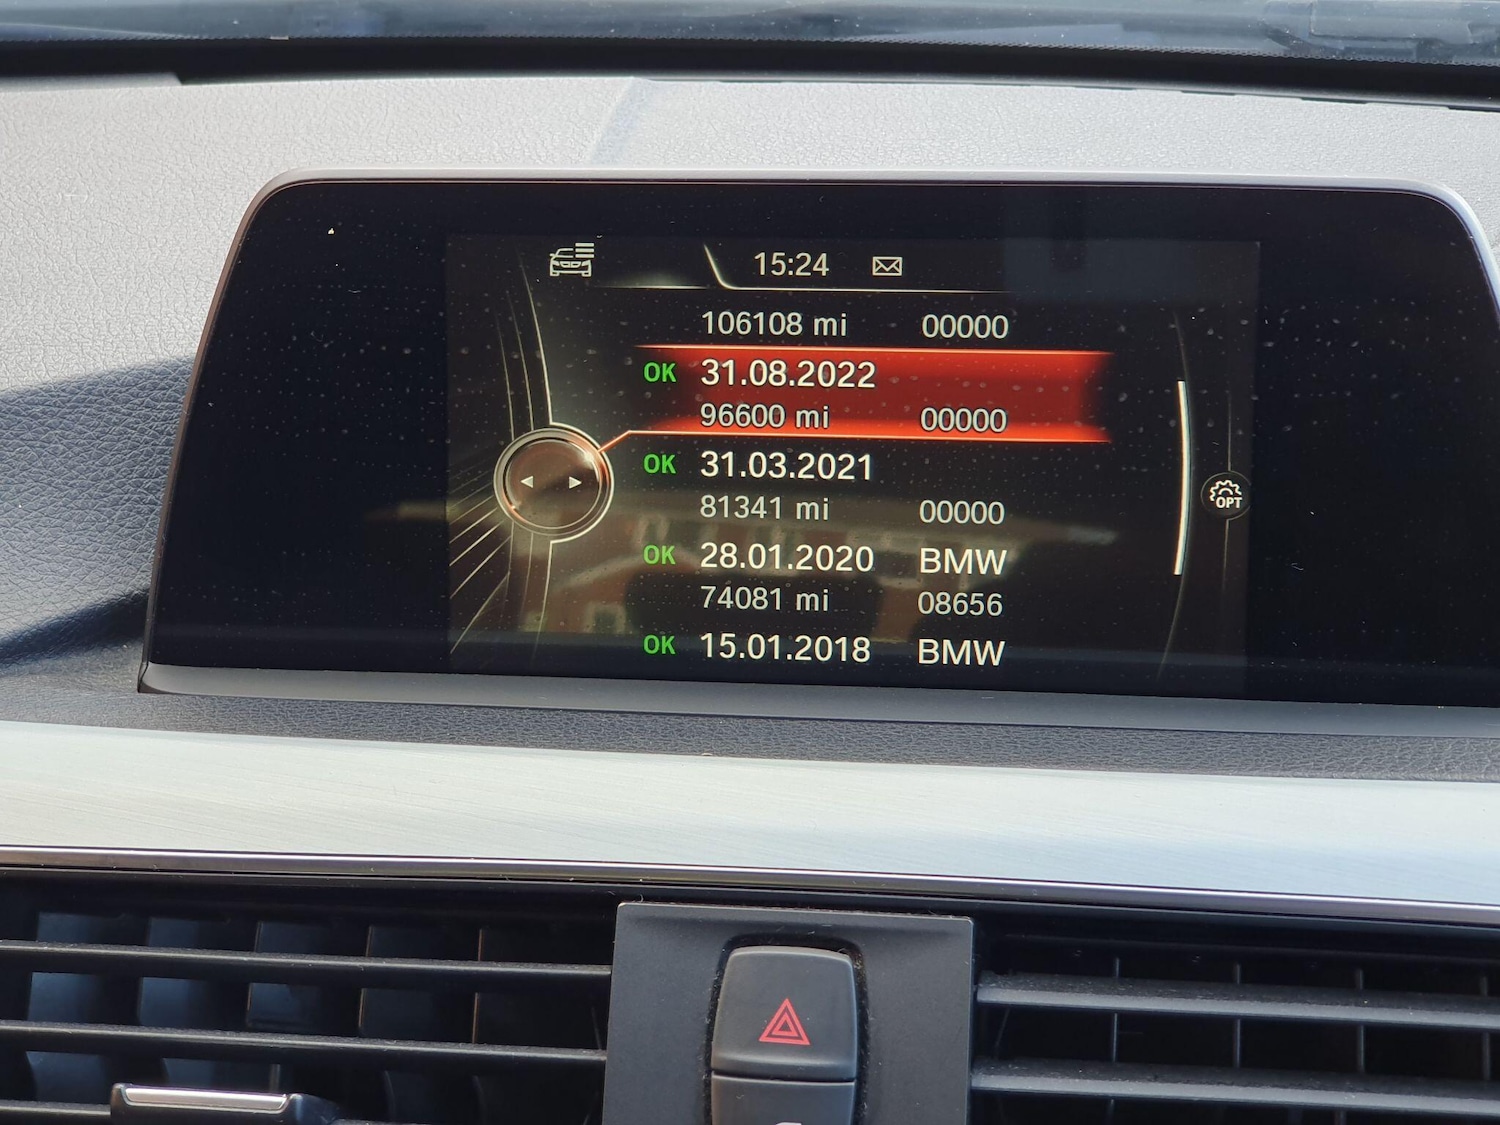 15:24
106108 mi 00000
OK 31.08.2022
96600 mi 00000
OK 31.03.2021
81341 mi 00000
OK 28.01.2020 BMW
74081 mi 08656
OK 15.01.2018 BMW
OPT